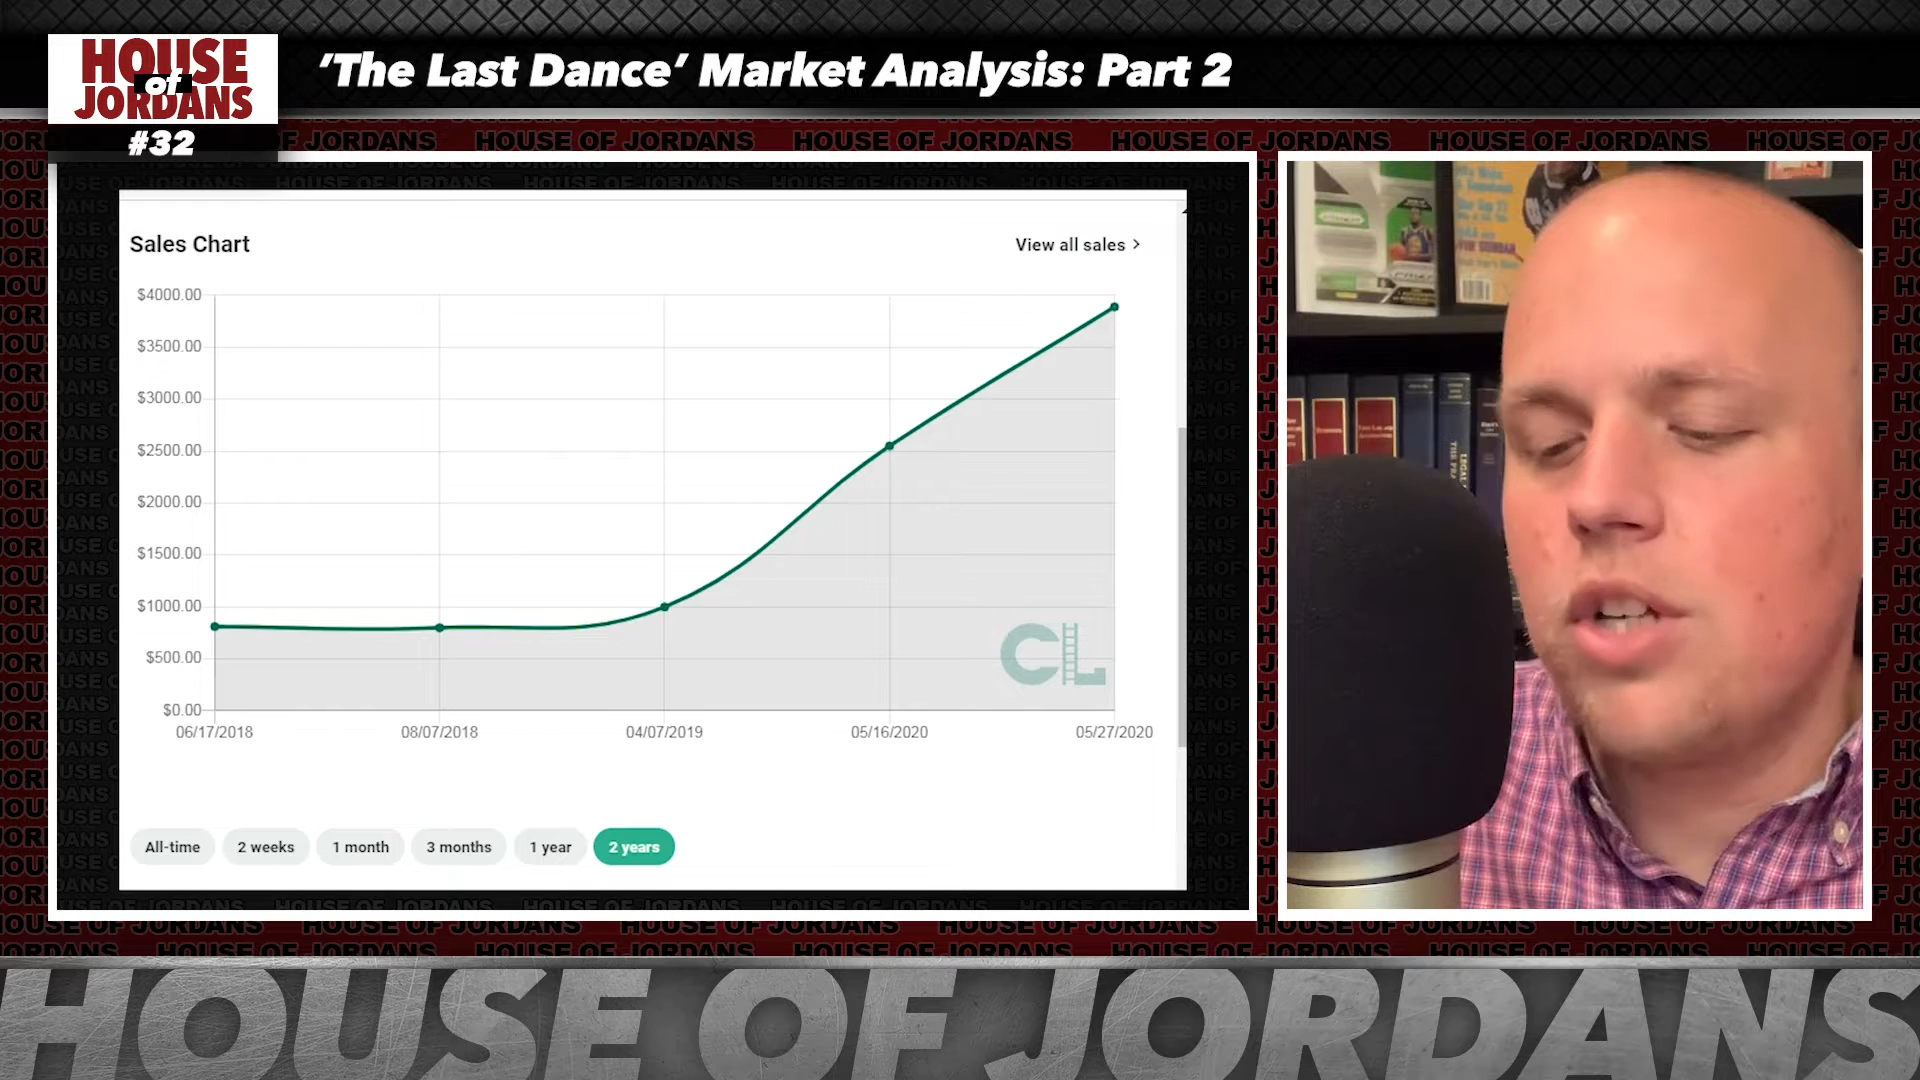 HOUSE
of
JORDANS
#32
'The Last Dance' Market Analysis: Part 2
Sales Chart
View all sales >
$4000.00
$3500.00
$3000.00
$2500.00
$2000.00
$1500.00
$1000.00
$500.00
$0.00
06/17/2018
08/07/2018
04/07/2019
05/16/2020
05/27/2020
CL
All-time
2 weeks
1 month
3 months
1 year
2 years
HOUSE OF JORDANS